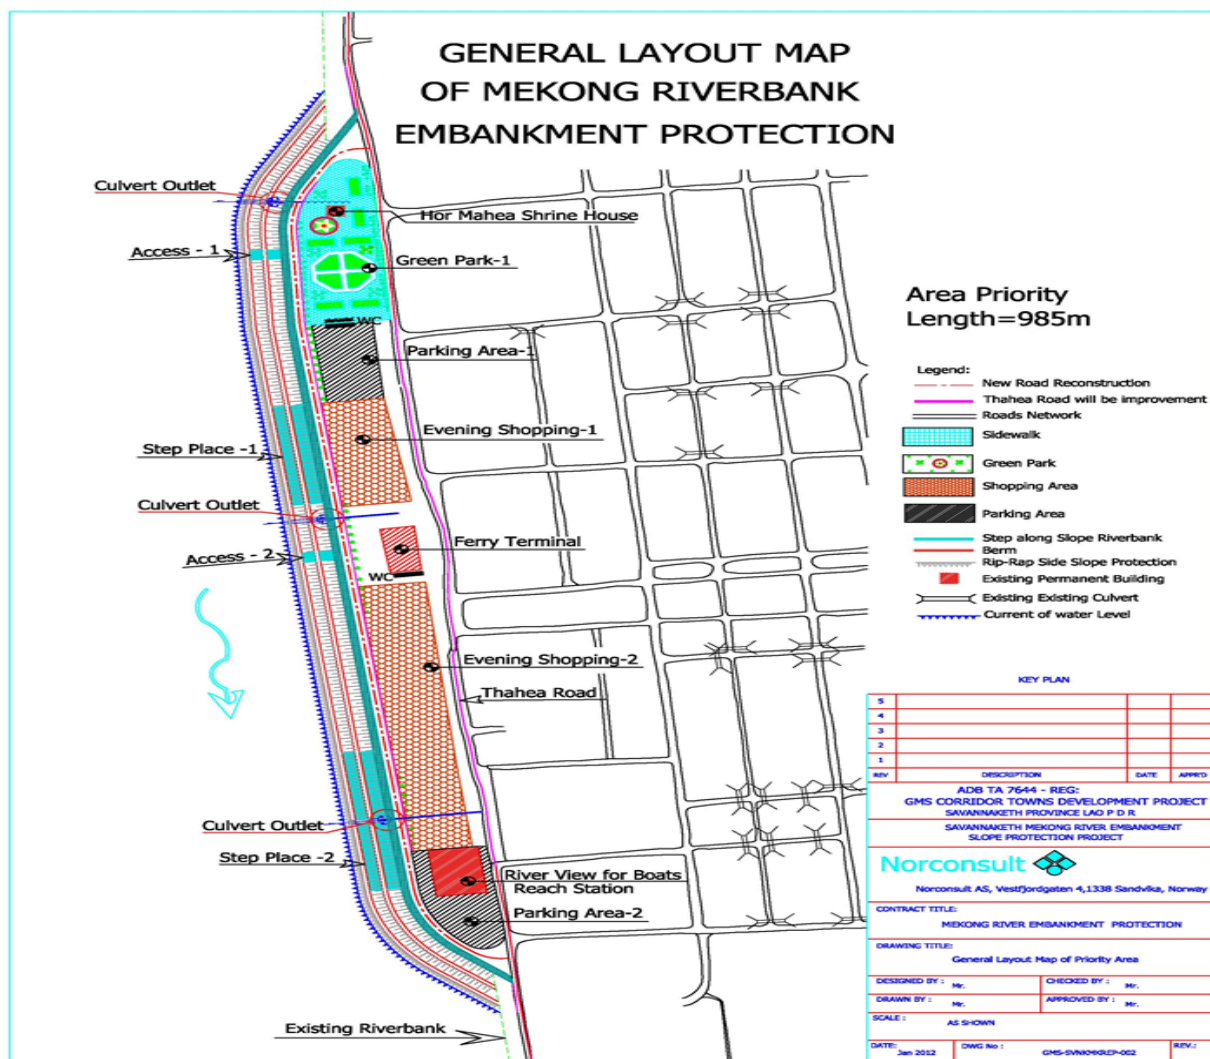 GENERAL LAYOUT MAP
OF MEKONG RIVERBANK
EMBANKMENT PROTECTION
Culvert Outlet
Hor Mahea Shrine House
Access - 1
Green Park-1
WC
Parking Area-1
Evening Shopping-1
Step Place -1
Culvert Outlet
Ferry Terminal
Access - 2
WC
Evening Shopping-2
Thahea Road
Culvert Outlet
Step Place -2
River View for Boats
Reach Station
Parking Area-2
Existing Riverbank
Area Priority
Length=985m
Legend:
New Road Reconstruction
Thahea Road will be improvement
Roads Network
Sidewalk
Green Park
Shopping Area
Parking Area
Step along Slope Riverbank
Berm
Rip-Rap Side Slope Protection
Existing Permanent Building
Existing Existing Culvert
Current of water Level
KEY PLAN
5
4
3
2
1
REV DESCRIPTION DATE APPR'D
ADB TA 7644 - REG:
GMS CORRIDOR TOWNS DEVELOPMENT PROJECT
SAVANNAKETH PROVINCE LAO P D R
SAVANNAKETH MEKONG RIVER EMBANKMENT
SLOPE PROTECTION PROJECT
Norconsult
Norconsult AS, Vestfjordgaten 4,1338 Sandvika, Norway
CONTRACT TITLE:
MEKONG RIVER EMBANKMENT PROTECTION
DRAWING TITLE:
General Layout Map of Priority Area
DESIGNED BY : Mr. CHECKED BY : Mr.
DRAWN BY : Mr. APPROVED BY : Mr.
SCALE : AS SHOWN
DATE: Jan 2012 DWG No : REV.: